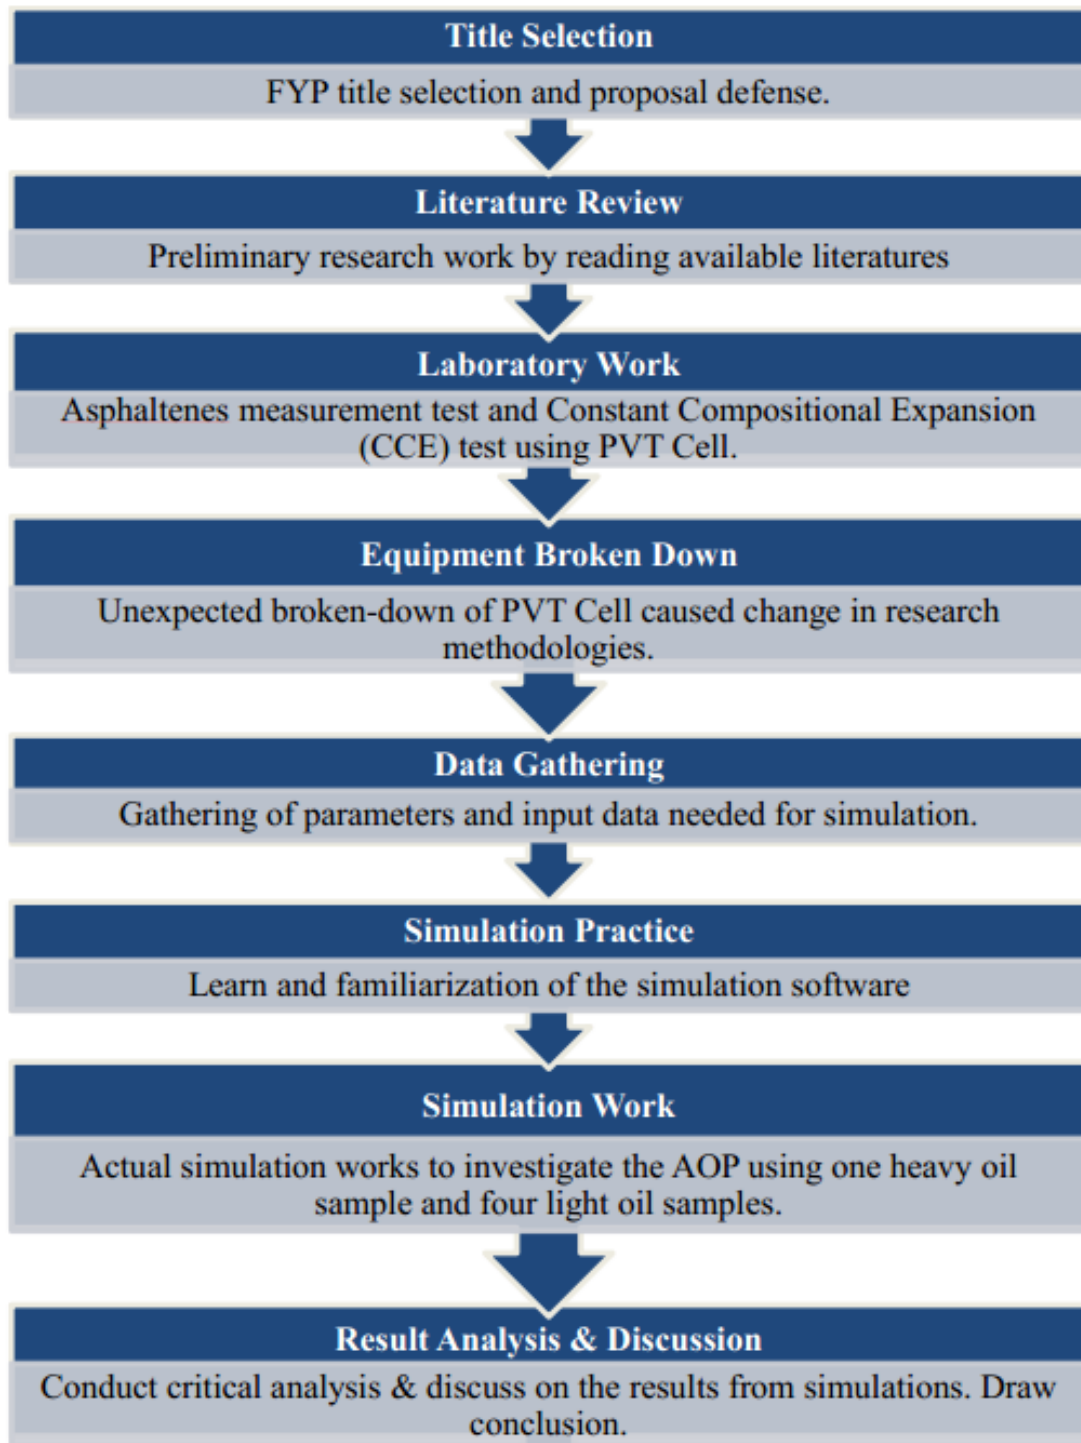 Title Selection
FYP title selection and proposal defense.
Literature Review
Preliminary research work by reading available literatures
Laboratory Work
Asphaltenes measurement test and Constant Compositional Expansion
(CCE) test using PVT Cell.
Equipment Broken Down
Unexpected broken-down of PVT Cell caused change in research
methodologies.
Data Gathering
Gathering of parameters and input data needed for simulation.
Simulation Practice
Learn and familiarization of the simulation software
Simulation Work
Actual simulation works to investigate the AOP using one heavy oil
sample and four light oil samples.
Result Analysis & Discussion
Conduct critical analysis & discuss on the results from simulations. Draw
conclusion.